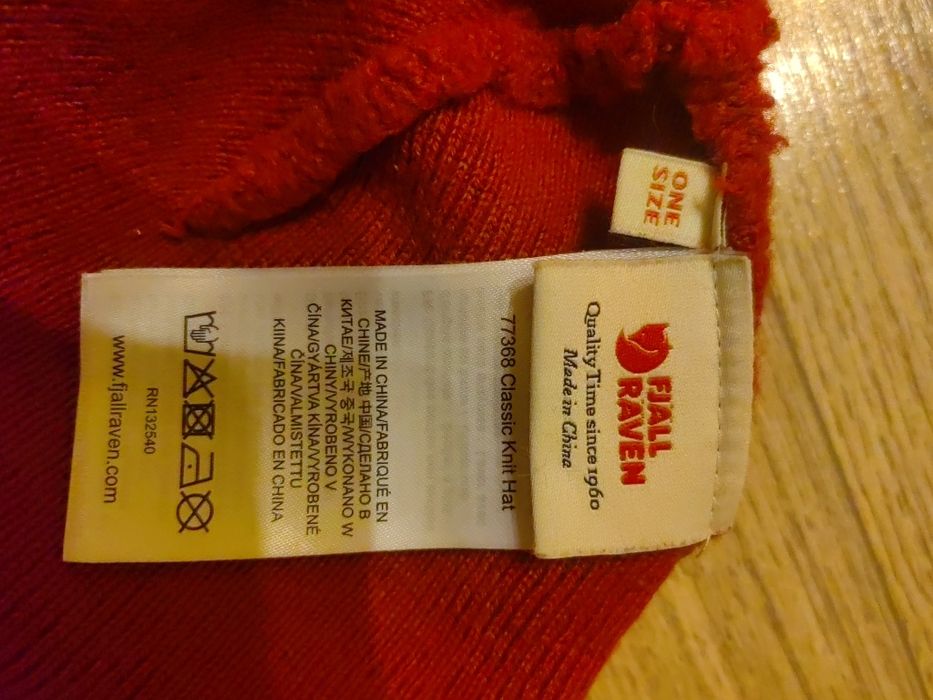 ONE
SIZE
FJALL
RAVEN
Quality Time since 1960
Made in China
77368 Classic Knit Hat
MADE IN CHINA/FABRIQUÉ EN
CHINE/产地 中国/СДЕЛАНО В
КИТАЕ/제조국 중국/WYKONANO W
CHINY/VYROBENO V
ČÍNA/GYÁRTVA KÍNA/VYROBENÉ
ČÍNA/VALMISTETTU
KIINA/FABRICADO EN CHINA
RN132540
www.fjallraven.com